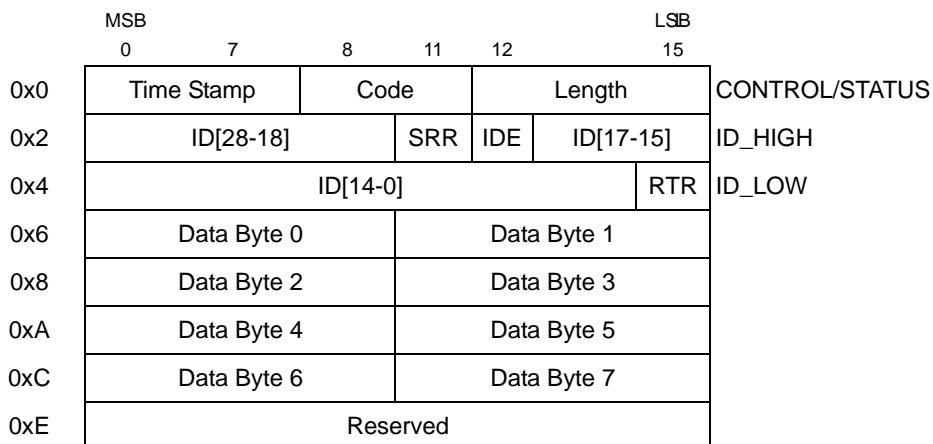 MSB LSB
0 7 8 11 12 15
0x0 Time Stamp Code Length CONTROL/STATUS
0x2 ID[28-18] SRR IDE ID[17-15] ID_HIGH
0x4 ID[14-0] RTR ID_LOW
0x6 Data Byte 0 Data Byte 1
0x8 Data Byte 2 Data Byte 3
0xA Data Byte 4 Data Byte 5
0xC Data Byte 6 Data Byte 7
0xE Reserved